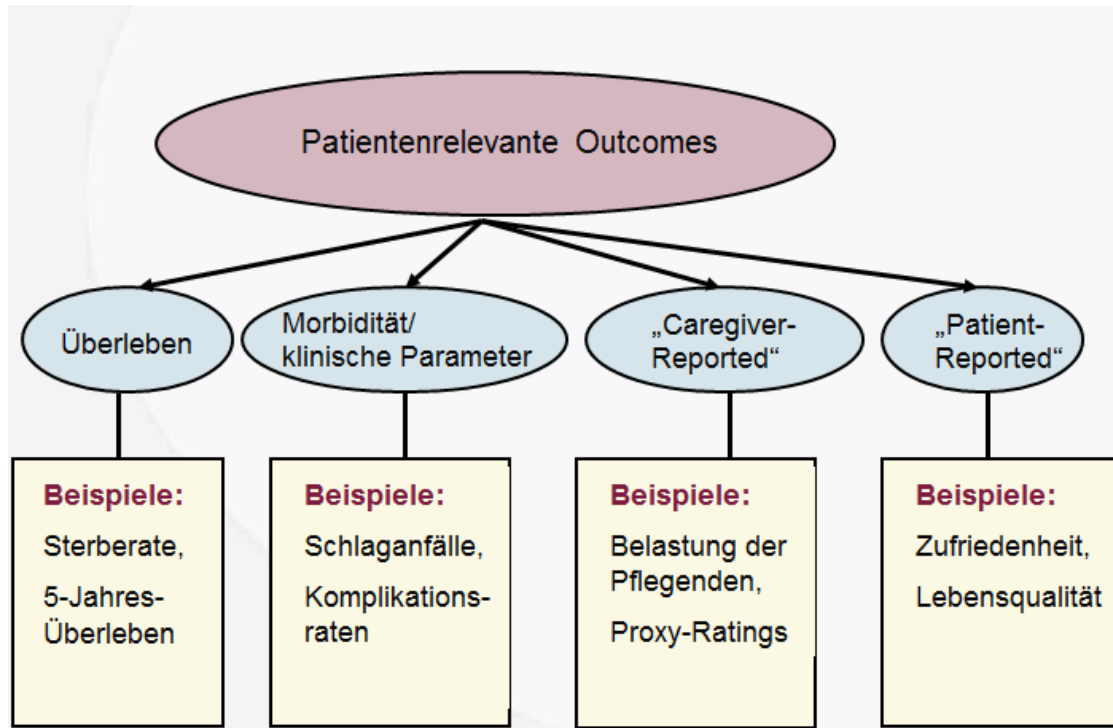 Patientenrelevante Outcomes
Überleben
Morbidität/
klinische Parameter
„Caregiver-
Reported“
„Patient-
Reported“
Beispiele:
Sterberate,
5-Jahres-
Überleben
Beispiele:
Schlaganfälle,
Komplikations-
raten
Beispiele:
Belastung der
Pflegenden,
Proxy-Ratings
Beispiele:
Zufriedenheit,
Lebensqualität